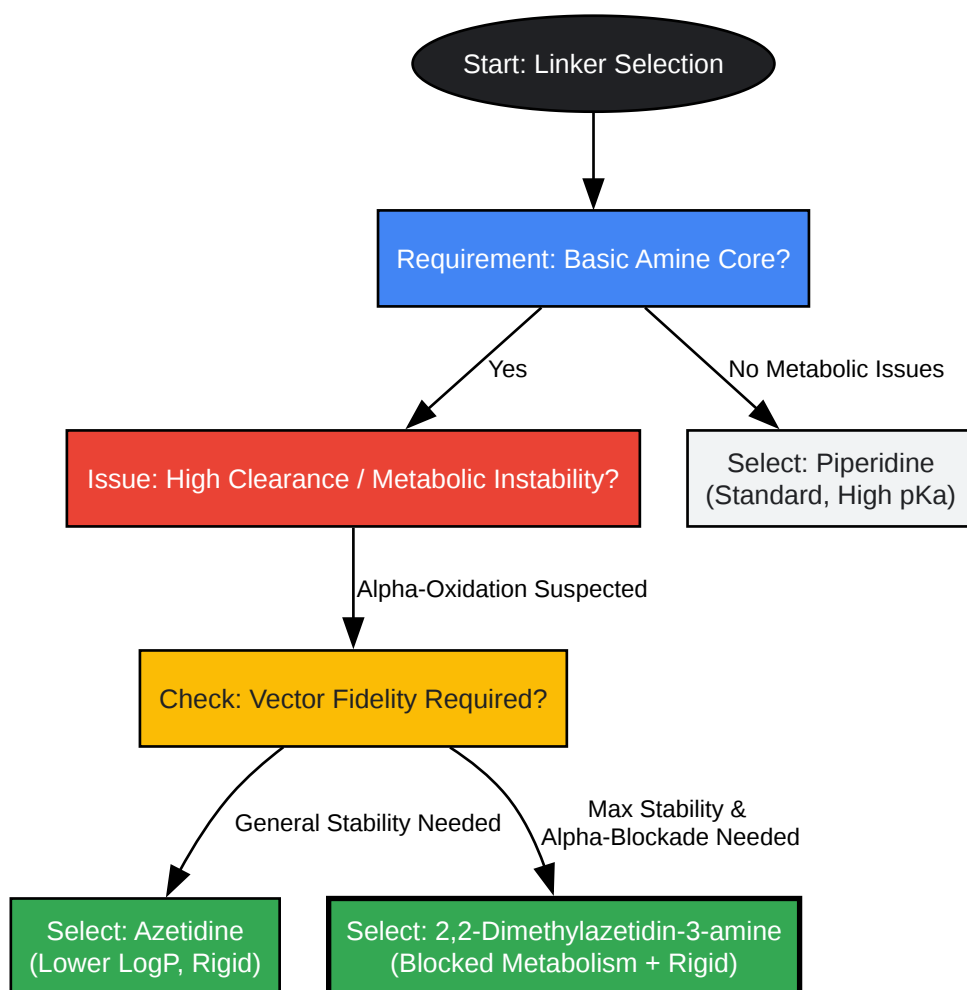 Start: Linker Selection
Requirement: Basic Amine Core?
Yes
No Metabolic Issues
Issue: High Clearance / Metabolic Instability?
Select: Piperidine
(Standard, High pKa)
Alpha-Oxidation Suspected
Check: Vector Fidelity Required?
General Stability Needed
Max Stability &
Alpha-Blockade Needed
Select: Azetidine
(Lower LogP, Rigid)
Select: 2,2-Dimethylazetidin-3-amine
(Blocked Metabolism + Rigid)